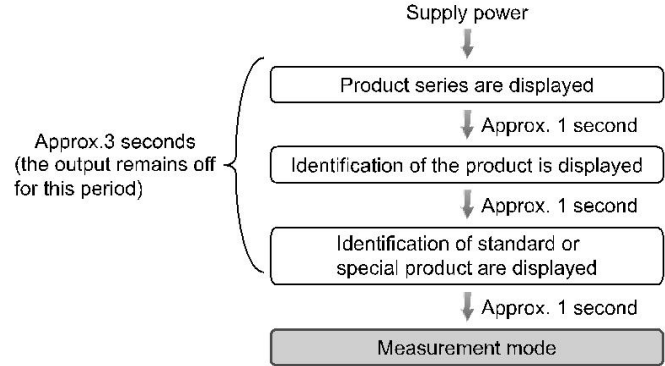 Supply power
Product series are displayed
Approx. 1 second
Approx.3 seconds
(the output remains off
for this period)
Identification of the product is displayed
Approx. 1 second
Identification of standard or
special product are displayed
Approx. 1 second
Measurement mode